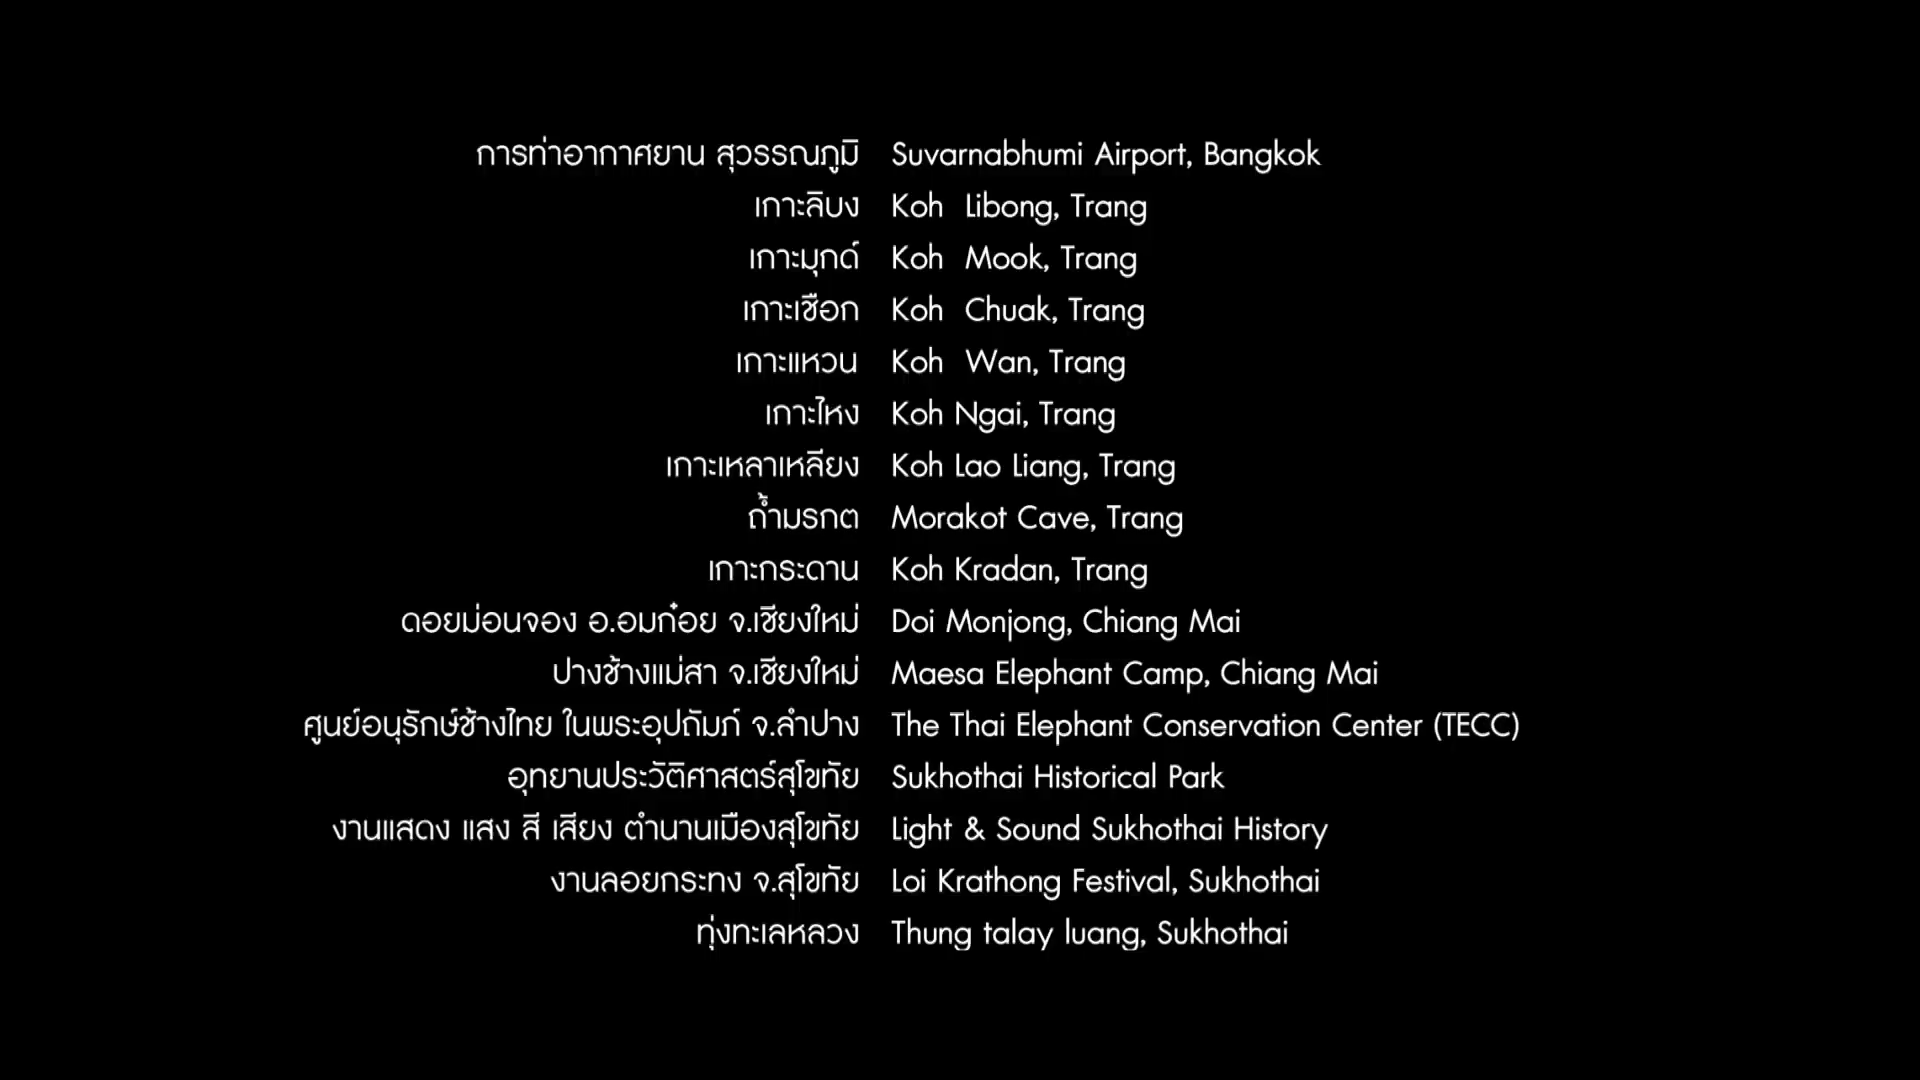 การท่าอากาศยาน สุวรรณภูมิ Suvarnabhumi Airport, Bangkok
เกาะลิบง Koh Libong, Trang
เกาะมุกด์ Koh Mook, Trang
เกาะเชือก Koh Chuak, Trang
เกาะแหวน Koh Wan, Trang
เกาะไหง Koh Ngai, Trang
เกาะเหลาเหลียง Koh Lao Liang, Trang
ถ้ำมรกต Morakot Cave, Trang
เกาะกระดาน Koh Kradan, Trang
ดอยม่อนจอง อ.อมก๋อย จ.เชียงใหม่ Doi Monjong, Chiang Mai
ปางช้างแม่สา จ.เชียงใหม่ Maesa Elephant Camp, Chiang Mai
ศูนย์อนุรักษ์ช้างไทย ในพระอุปถัมภ์ จ.ลำปาง The Thai Elephant Conservation Center (TECC)
อุทยานประวัติศาสตร์สุโขทัย Sukhothai Historical Park
งานแสดง แสง สี เสียง ตำนานเมืองสุโขทัย Light & Sound Sukhothai History
งานลอยกระทง จ.สุโขทัย Loi Krathong Festival, Sukhothai
ทุ่งทะเลหลวง Thung talay luang, Sukhothai